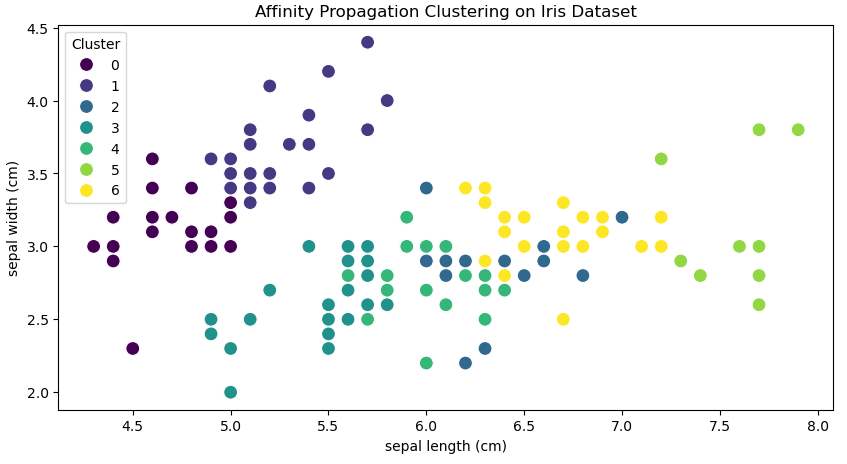 Affinity Propagation Clustering on Iris Dataset
sepal width (cm)
4.5
4.0
3.5
3.0
2.5
2.0
Cluster
0
1
2
3
4
5
6
4.5 5.0 5.5 6.0 6.5 7.0 7.5 8.0
sepal length (cm)